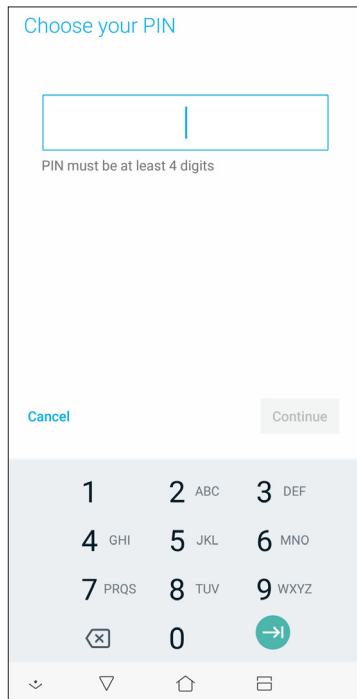 Choose your PIN
PIN must be at least 4 digits
Cancel Continue
1 2 ABC 3 DEF
4 GHI 5 JKL 6 MNO
7 PRQS 8 TUV 9 WXYZ
0